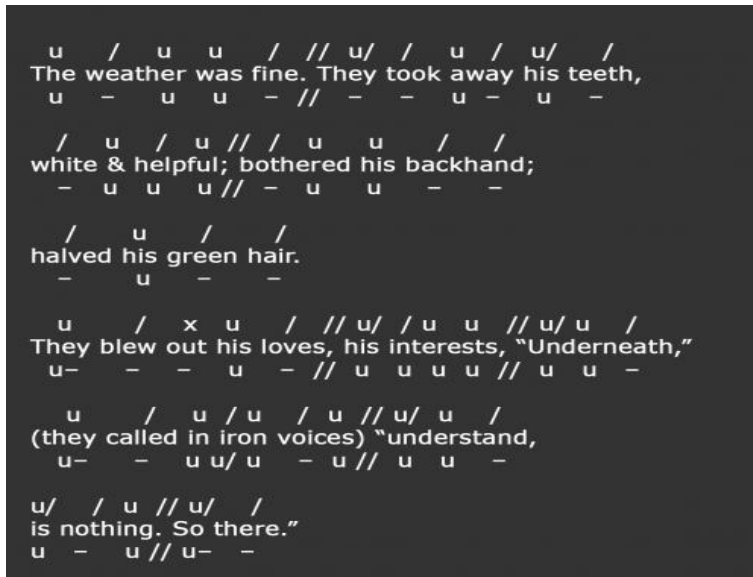 u / u u / // u/ / u / u/ /
The weather was fine. They took away his teeth,
u – u u – // – – u – u –
/ u / u // / u u / /
white & helpful; bothered his backhand;
– u u u // – u u – –
/ u / /
halved his green hair.
– u – –
u / x u / // u/ / u u // u/ u /
They blew out his loves, his interests, “Underneath,”
u– – – u – // u u u u // u u –
u / u / u / u // u/ u /
(they called in iron voices) “understand,
u– – u u/ u – u // u u –
u/ / u // u/ /
is nothing. So there.”
u – u // u– –